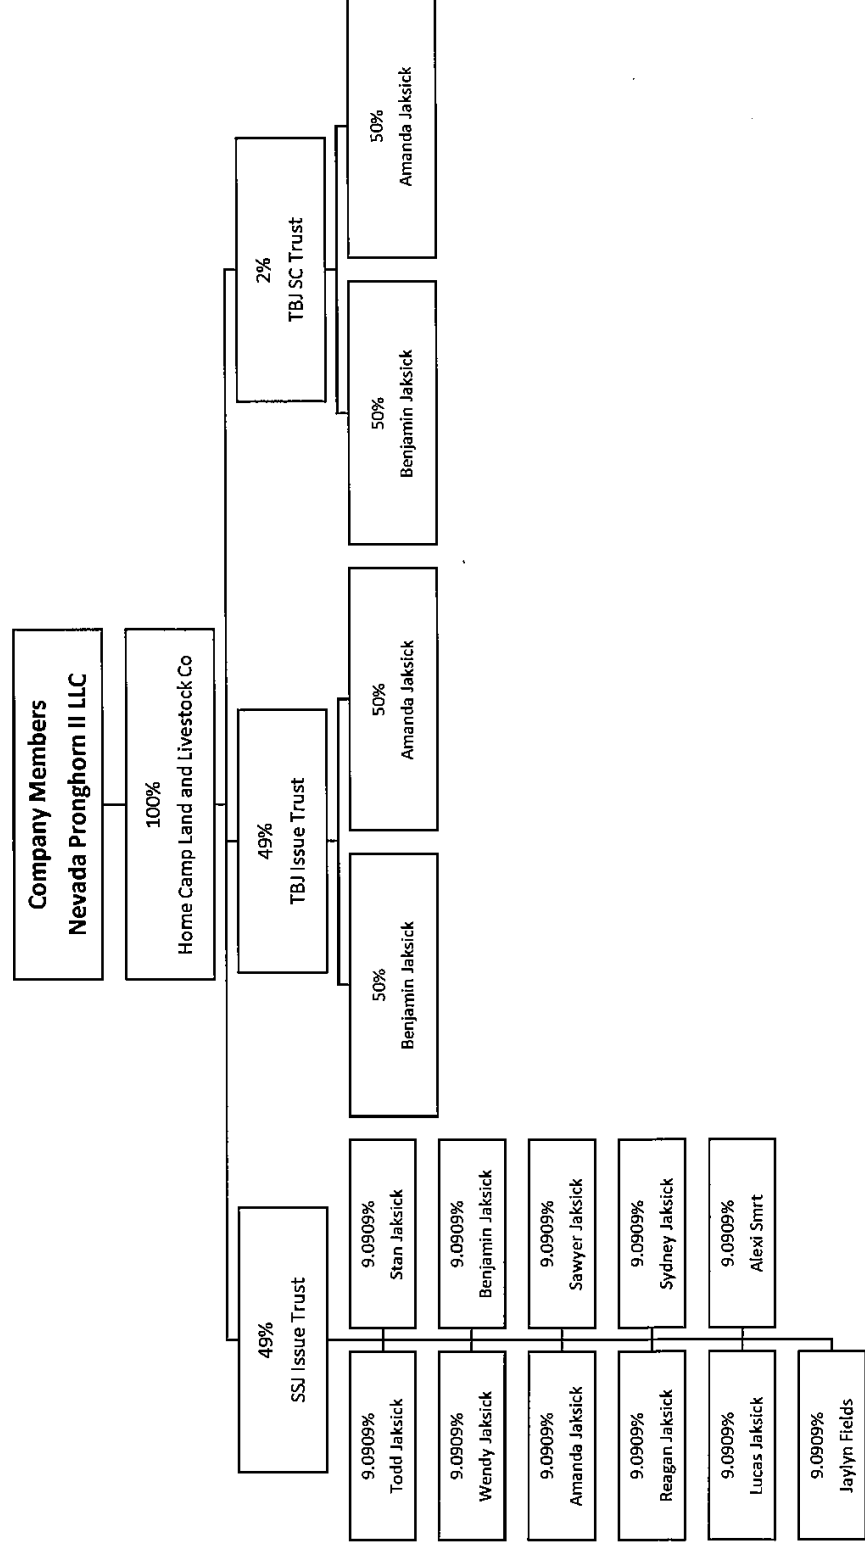 Company Members
Nevada Pronghorn II LLC
100%
Home Camp Land and Livestock Co
49%
SSJ Issue Trust
49%
TBJ Issue Trust
2%
TBJ SC Trust
9.0909%
Todd Jaksick
9.0909%
Stan Jaksick
9.0909%
Wendy Jaksick
9.0909%
Benjamin Jaksick
9.0909%
Amanda Jaksick
9.0909%
Sawyer Jaksick
9.0909%
Reagan Jaksick
9.0909%
Sydney Jaksick
9.0909%
Lucas Jaksick
9.0909%
Alexi Smrt
9.0909%
Jaylyn Fields
50%
Benjamin Jaksick
50%
Amanda Jaksick
50%
Benjamin Jaksick
50%
Amanda Jaksick